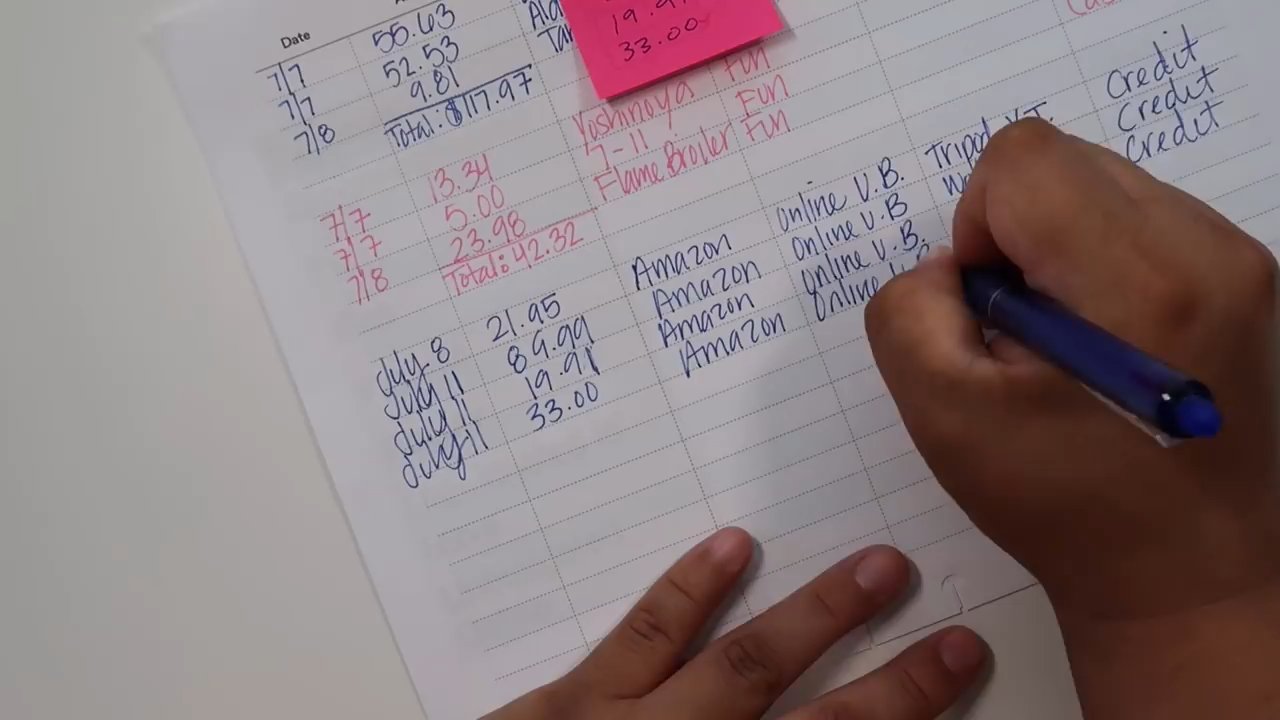 Date
7/7 55.63
7/7 52.53
7/8 9.81
Total: $117.97
19.91
33.00
7/7 13.34 Yoshinoya Fun
7/7 5.00 7-11 Fun
7/8 23.98 Flame Broiler Fun
Total: 42.32
July 8 21.95 Amazon online V.B. Tripod Y.T. Credit
July 11 89.99 Amazon online V.B Credit
July 11 19.91 Amazon online V.B. Credit
July 11 33.00 Amazon online